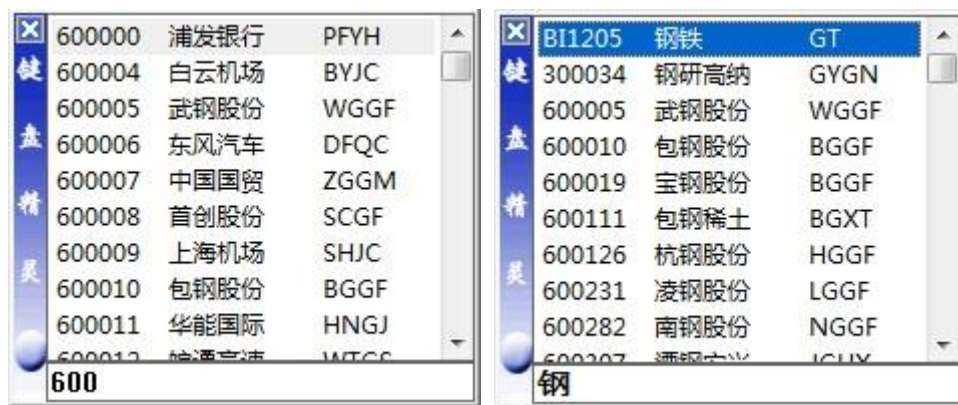 键盘精灵
600000 浦发银行 PFYH
600004 白云机场 BYJC
600005 武钢股份 WGGF
600006 东风汽车 DFQC
600007 中国国贸 ZGGM
600008 首创股份 SCGF
600009 上海机场 SHJC
600010 包钢股份 BGGF
600011 华能国际 HNGJ
600
键盘精灵
BI1205 钢铁 GT
300034 钢研高纳 GYGN
600005 武钢股份 WGGF
600010 包钢股份 BGGF
600019 宝钢股份 BGGF
600111 包钢稀土 BGXT
600126 杭钢股份 HGGF
600231 凌钢股份 LGGF
600282 南钢股份 NGGF
钢